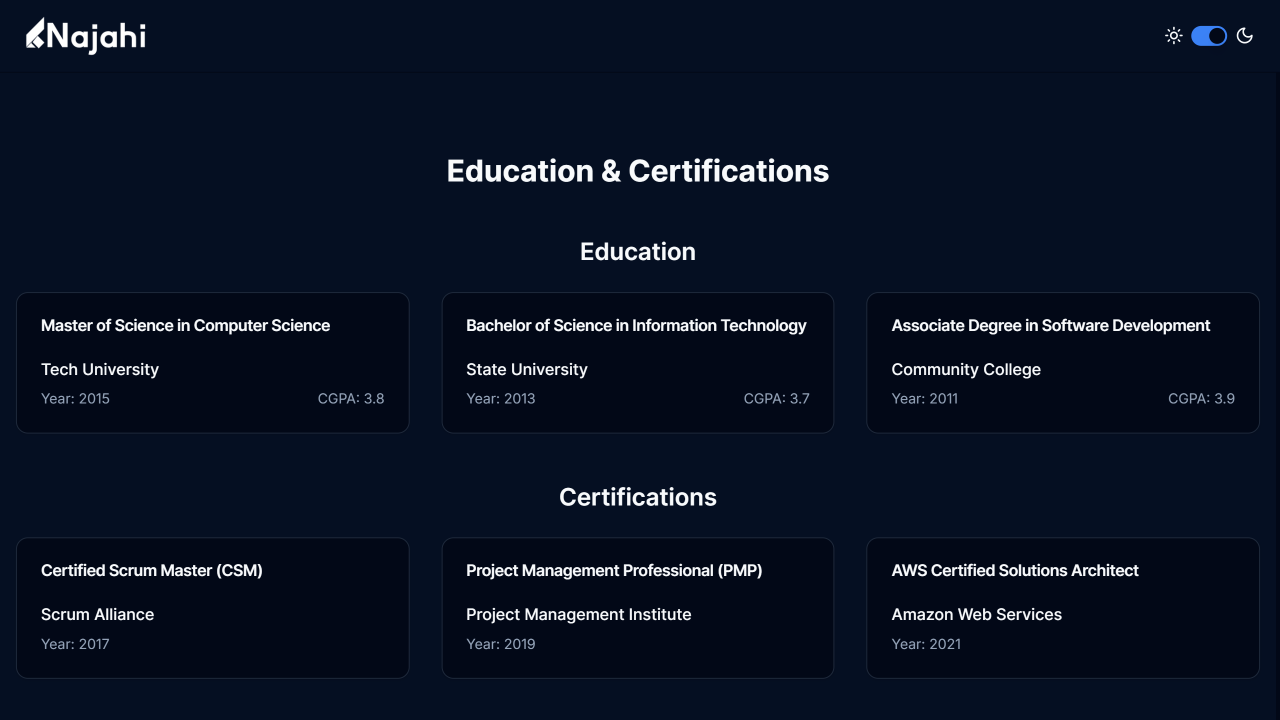 Najahi
Education & Certifications
Education
Master of Science in Computer Science
Tech University
Year: 2015 CGPA: 3.8
Bachelor of Science in Information Technology
State University
Year: 2013 CGPA: 3.7
Associate Degree in Software Development
Community College
Year: 2011 CGPA: 3.9
Certifications
Certified Scrum Master (CSM)
Scrum Alliance
Year: 2017
Project Management Professional (PMP)
Project Management Institute
Year: 2019
AWS Certified Solutions Architect
Amazon Web Services
Year: 2021